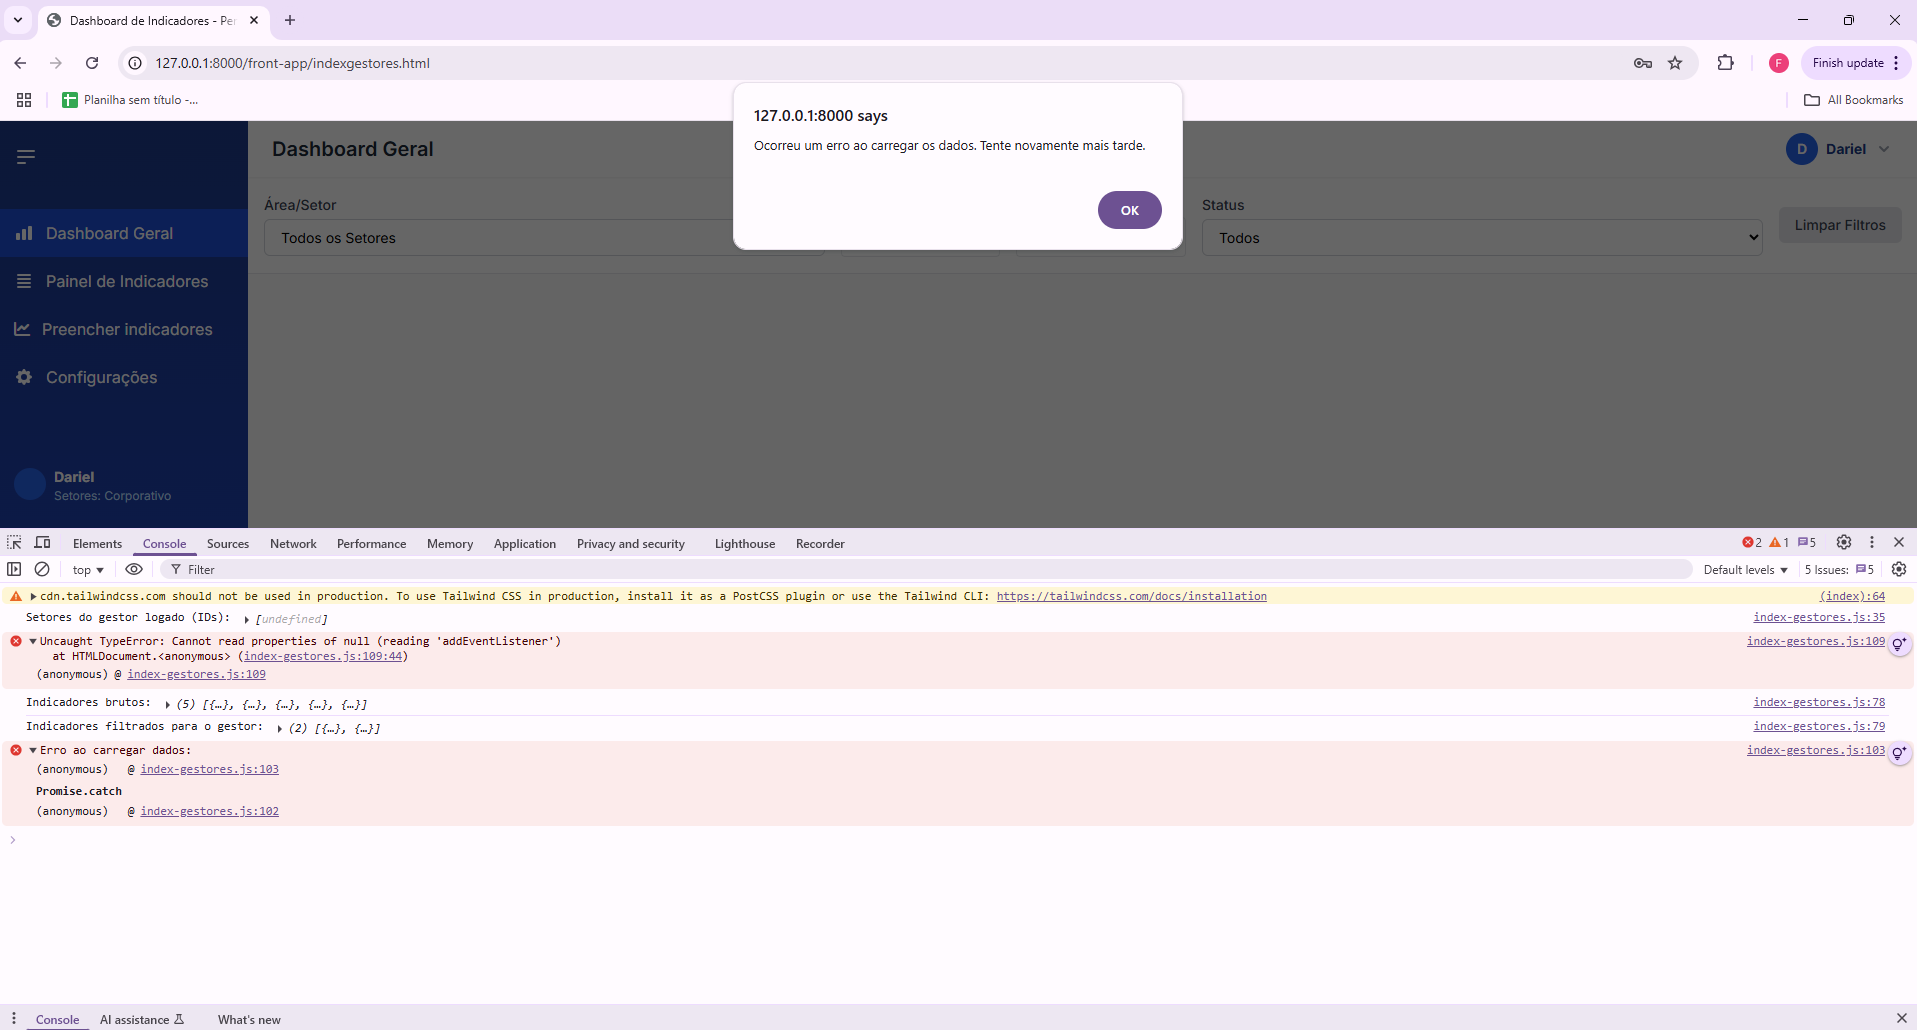 Dashboard de Indicadores - Per
127.0.0.1:8000/front-app/indexgestores.html
F
Finish update
Planilha sem título -...
All Bookmarks
127.0.0.1:8000 says
Ocorreu um erro ao carregar os dados. Tente novamente mais tarde.
OK
Dashboard Geral
D
Dariel
Área/Setor
Todos os Setores
Status
Todos
Limpar Filtros
Dashboard Geral
Painel de Indicadores
Preencher indicadores
Configurações
Dariel
Setores: Corporativo
Elements Console Sources Network Performance Memory Application Privacy and security Lighthouse Recorder
2 1 5
top
Filter
Default levels
5 Issues: 5
cdn.tailwindcss.com should not be used in production. To use Tailwind CSS in production, install it as a PostCSS plugin or use the Tailwind CLI: https://tailwindcss.com/docs/installation (index):64
Setores do gestor logado (IDs): [undefined] index-gestores.js:35
Uncaught TypeError: Cannot read properties of null (reading 'addEventListener') index-gestores.js:109
at HTMLDocument.<anonymous> (index-gestores.js:109:44)
(anonymous) @ index-gestores.js:109
Indicadores brutos: (5) [{…}, {…}, {…}, {…}, {…}] index-gestores.js:78
Indicadores filtrados para o gestor: (2) [{…}, {…}] index-gestores.js:79
Erro ao carregar dados: index-gestores.js:103
(anonymous) @ index-gestores.js:103
Promise.catch
(anonymous) @ index-gestores.js:102
Console AI assistance What's new